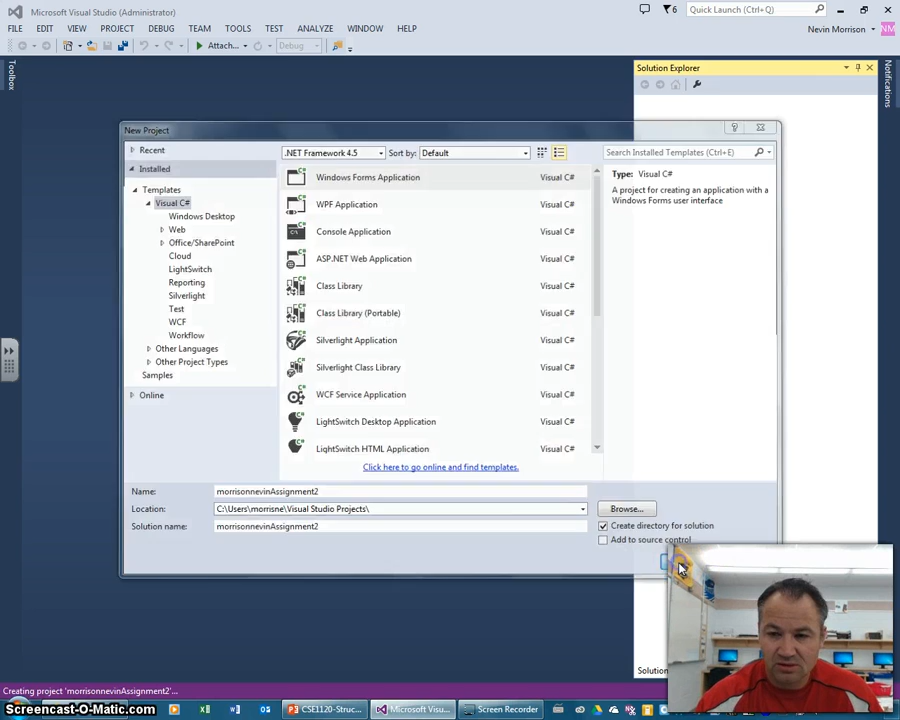 Microsoft Visual Studio (Administrator)
6
Quick Launch (Ctrl+Q)
FILE EDIT VIEW PROJECT DEBUG TEAM TOOLS TEST ANALYZE WINDOW HELP
Nevin Morrison
NM
Attach...
Debug
Toolbox
Solution Explorer
Notifications
New Project
Recent
.NET Framework 4.5
Sort by:
Default
Search Installed Templates (Ctrl+E)
Installed
Templates
Visual C#
Windows Desktop
Web
Office/SharePoint
Cloud
LightSwitch
Reporting
Silverlight
Test
WCF
Workflow
Other Languages
Other Project Types
Samples
Online
Windows Forms Application Visual C#
WPF Application Visual C#
Console Application Visual C#
ASP.NET Web Application Visual C#
Class Library Visual C#
Class Library (Portable) Visual C#
Silverlight Application Visual C#
Silverlight Class Library Visual C#
WCF Service Application Visual C#
LightSwitch Desktop Application Visual C#
LightSwitch HTML Application Visual C#
Click here to go online and find templates.
Type: Visual C#
A project for creating an application with a
Windows Forms user interface
Name: morrisonnevinAssignment2
Location: C:\Users\morrisne\Visual Studio Projects\
Browse...
Solution name: morrisonnevinAssignment2
Create directory for solution
Add to source control
Solution
Creating project 'morrisonnevinAssignment2'...
Screencast-O-Matic.com
CSE1120-Struc...
Microsoft Visu...
Screen Recorder